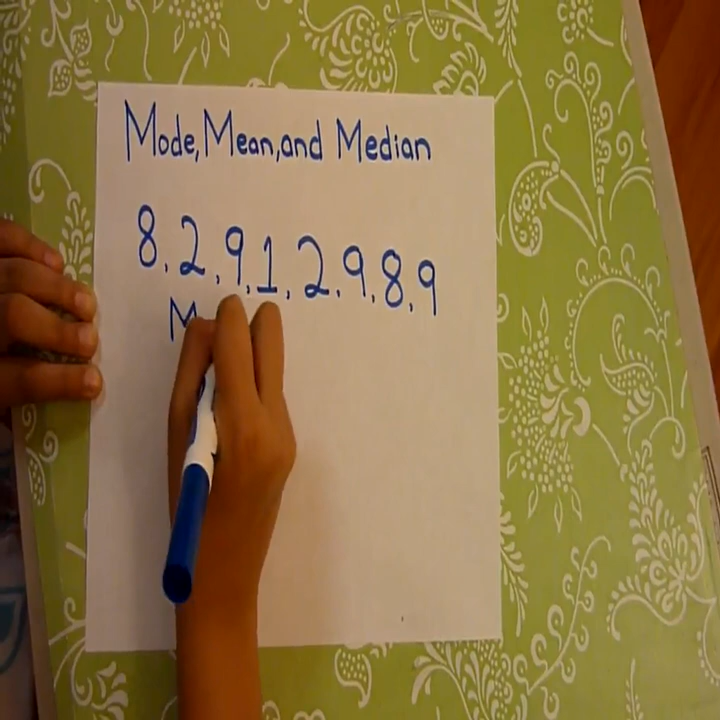 Mode, Mean, and Median
8, 2, 9, 1, 2, 9, 8, 9
M